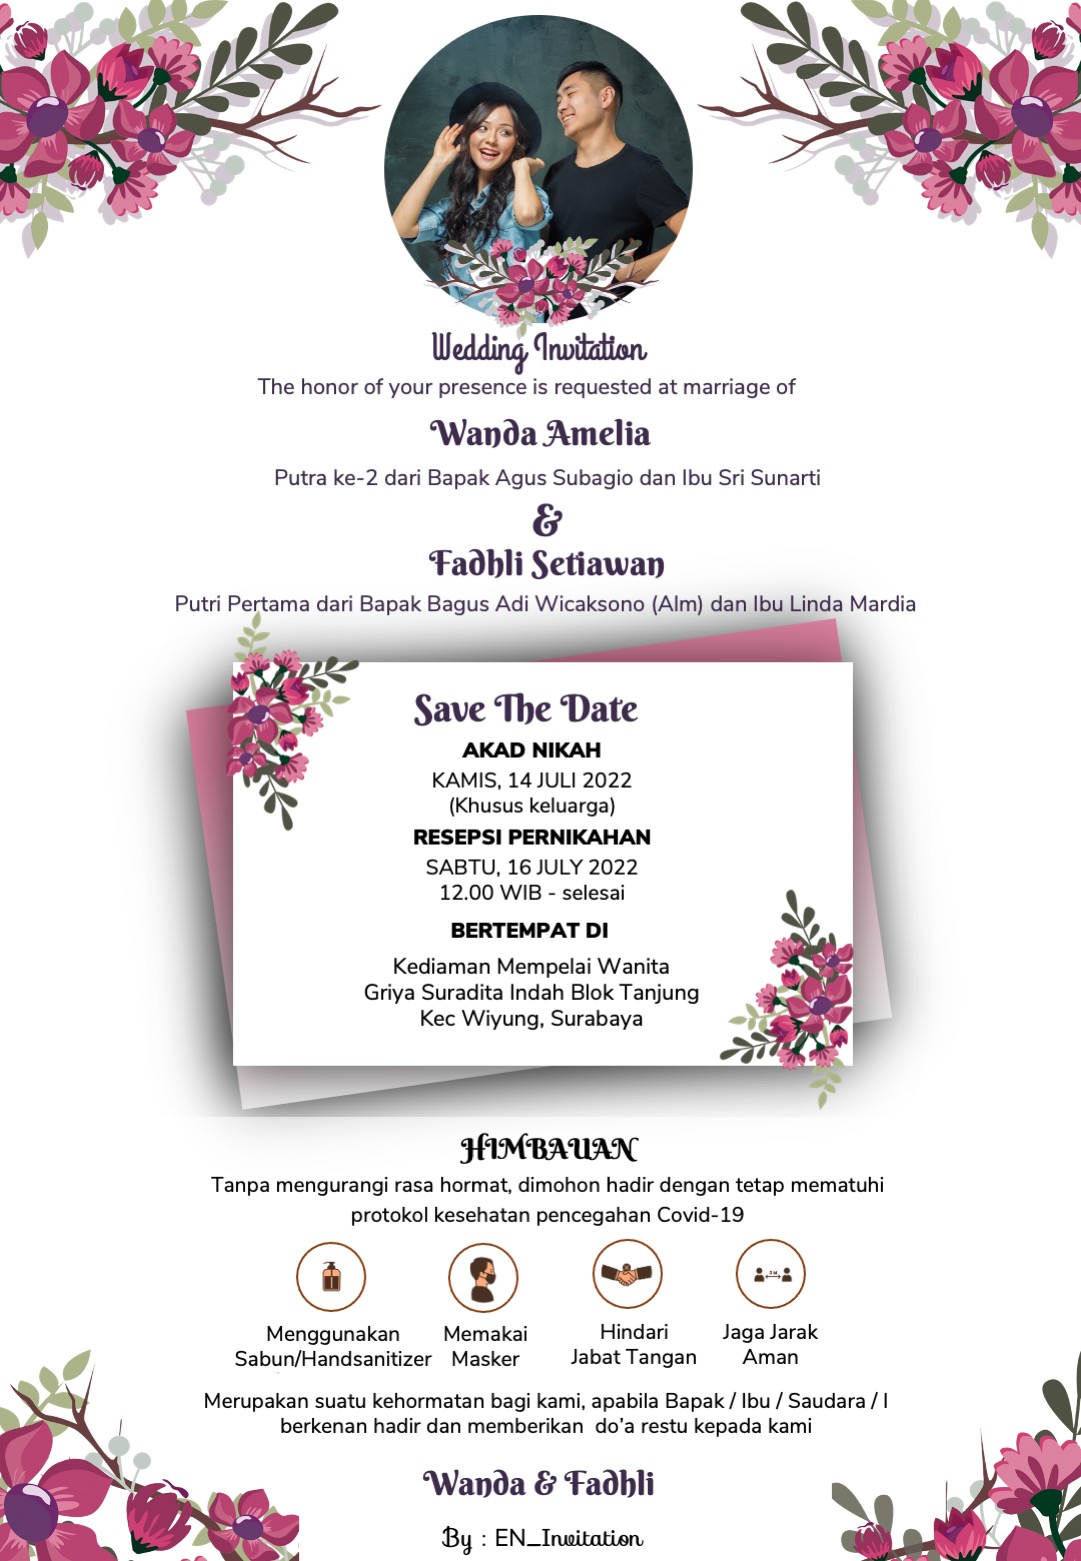 Wedding Invitation
The honor of your presence is requested at marriage of
Wanda Amelia
Putra ke-2 dari Bapak Agus Subagio dan Ibu Sri Sunarti
&
Fadhli Setiawan
Putri Pertama dari Bapak Bagus Adi Wicaksono (Alm) dan Ibu Linda Mardia
Save The Date
AKAD NIKAH
KAMIS, 14 JULI 2022
(Khusus keluarga)
RESEPSI PERNIKAHAN
SABTU, 16 JULY 2022
12.00 WIB - selesai
BERTEMPAT DI
Kediaman Mempelai Wanita
Griya Suradita Indah Blok Tanjung
Kec Wiyung, Surabaya
HIMBAUAN
Tanpa mengurangi rasa hormat, dimohon hadir dengan tetap mematuhi
protokol kesehatan pencegahan Covid-19
Menggunakan
Sabun/Handsanitizer
Memakai
Masker
Hindari
Jabat Tangan
Jaga Jarak
Aman
Merupakan suatu kehormatan bagi kami, apabila Bapak / Ibu / Saudara / I
berkenan hadir dan memberikan do'a restu kepada kami
Wanda & Fadhli
By : EN_Invitation